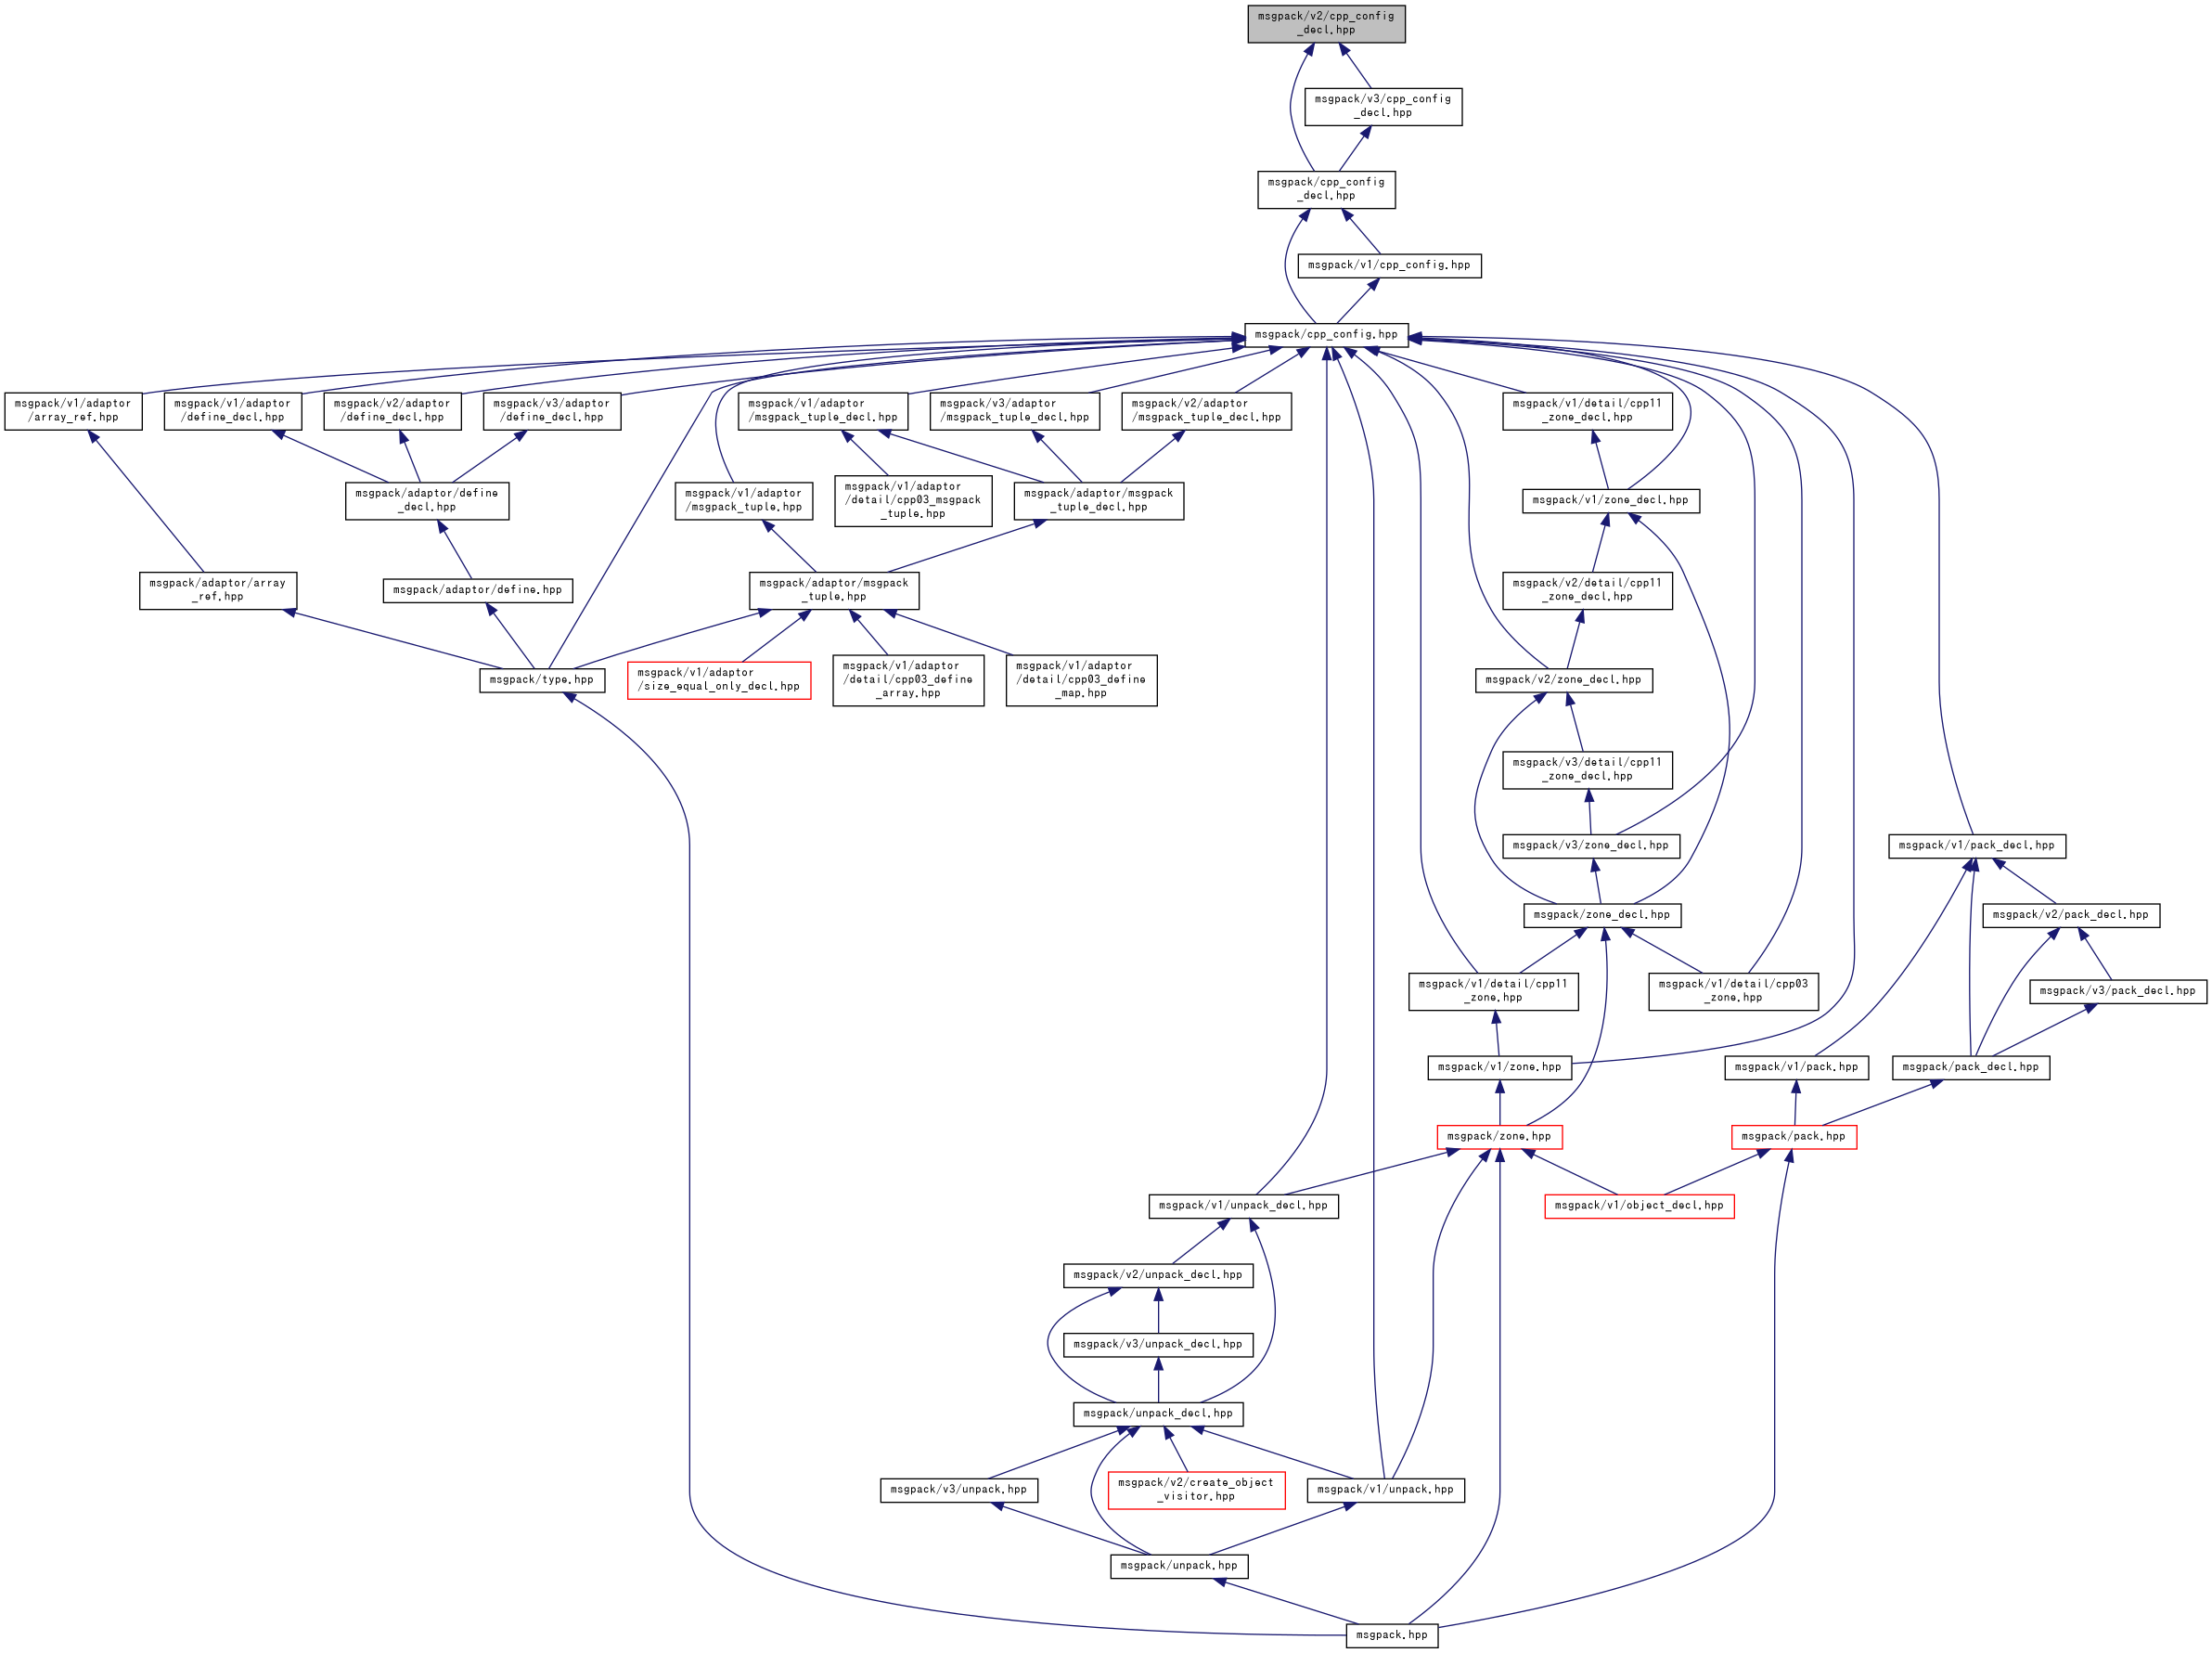 msgpack/v2/cpp_config
_decl.hpp
msgpack/v3/cpp_config
_decl.hpp
msgpack/cpp_config
_decl.hpp
msgpack/v1/cpp_config.hpp
msgpack/cpp_config.hpp
msgpack/v1/adaptor
/array_ref.hpp
msgpack/v1/adaptor
/define_decl.hpp
msgpack/v2/adaptor
/define_decl.hpp
msgpack/v3/adaptor
/define_decl.hpp
msgpack/v1/adaptor
/msgpack_tuple_decl.hpp
msgpack/v3/adaptor
/msgpack_tuple_decl.hpp
msgpack/v2/adaptor
/msgpack_tuple_decl.hpp
msgpack/v1/detail/cpp11
_zone_decl.hpp
msgpack/adaptor/define
_decl.hpp
msgpack/v1/adaptor
/msgpack_tuple.hpp
msgpack/v1/adaptor
/detail/cpp03_msgpack
_tuple.hpp
msgpack/adaptor/msgpack
_tuple_decl.hpp
msgpack/v1/zone_decl.hpp
msgpack/adaptor/array
_ref.hpp
msgpack/adaptor/define.hpp
msgpack/adaptor/msgpack
_tuple.hpp
msgpack/v2/detail/cpp11
_zone_decl.hpp
msgpack/type.hpp
msgpack/v1/adaptor
/size_equal_only_decl.hpp
msgpack/v1/adaptor
/detail/cpp03_define
_array.hpp
msgpack/v1/adaptor
/detail/cpp03_define
_map.hpp
msgpack/v2/zone_decl.hpp
msgpack/v3/detail/cpp11
_zone_decl.hpp
msgpack/v3/zone_decl.hpp
msgpack/v1/pack_decl.hpp
msgpack/zone_decl.hpp
msgpack/v2/pack_decl.hpp
msgpack/v1/detail/cpp11
_zone.hpp
msgpack/v1/detail/cpp03
_zone.hpp
msgpack/v3/pack_decl.hpp
msgpack/v1/zone.hpp
msgpack/v1/pack.hpp
msgpack/pack_decl.hpp
msgpack/zone.hpp
msgpack/pack.hpp
msgpack/v1/unpack_decl.hpp
msgpack/v1/object_decl.hpp
msgpack/v2/unpack_decl.hpp
msgpack/v3/unpack_decl.hpp
msgpack/unpack_decl.hpp
msgpack/v3/unpack.hpp
msgpack/v2/create_object
_visitor.hpp
msgpack/v1/unpack.hpp
msgpack/unpack.hpp
msgpack.hpp